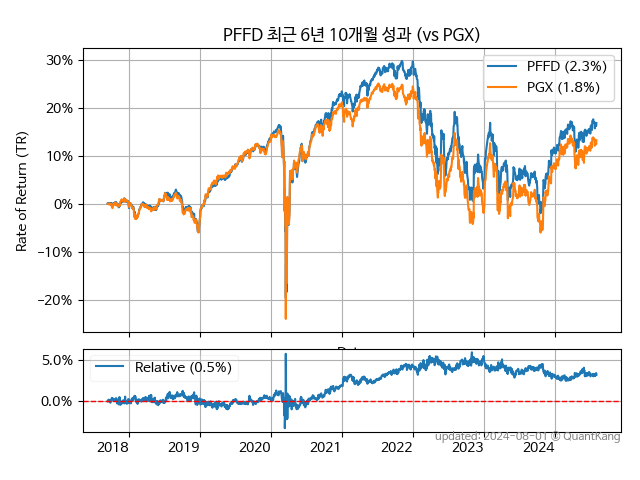 PFFD 최근 6년 10개월 성과 (vs PGX)
Rate of Return (TR)
30%
20%
10%
0%
−10%
−20%
PFFD (2.3%)
PGX (1.8%)
5.0%
0.0%
Relative (0.5%)
2018 2019 2020 2021 2022 2023 2024
updated: 2024-08-01 @ QuantKang